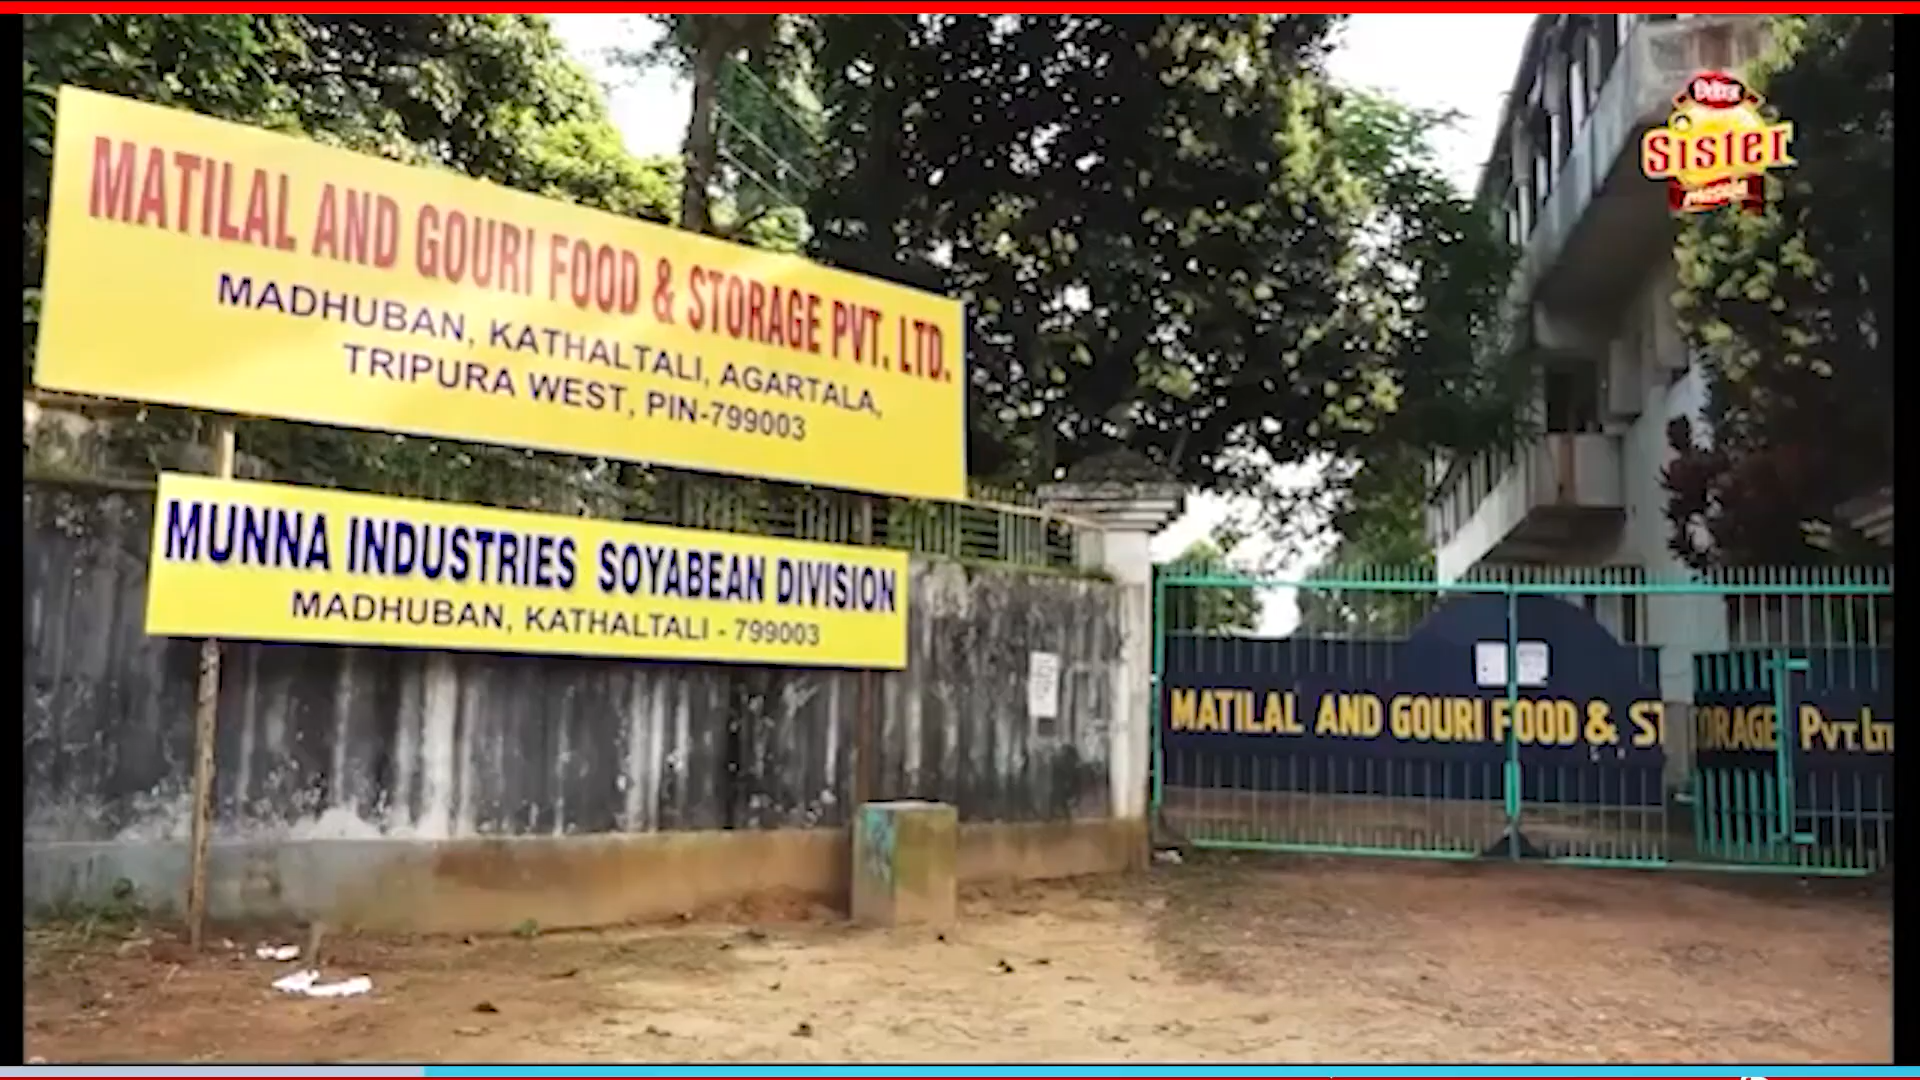 MATILAL AND GOURI FOOD & STORAGE PVT. LTD.
MADHUBAN, KATHALTALI, AGARTALA,
TRIPURA WEST, PIN-799003
MUNNA INDUSTRIES SOYABEAN DIVISION
MADHUBAN, KATHALTALI - 799003
Sister
MATILAL AND GOURI FOOD & ST ORAGE PVT. LT